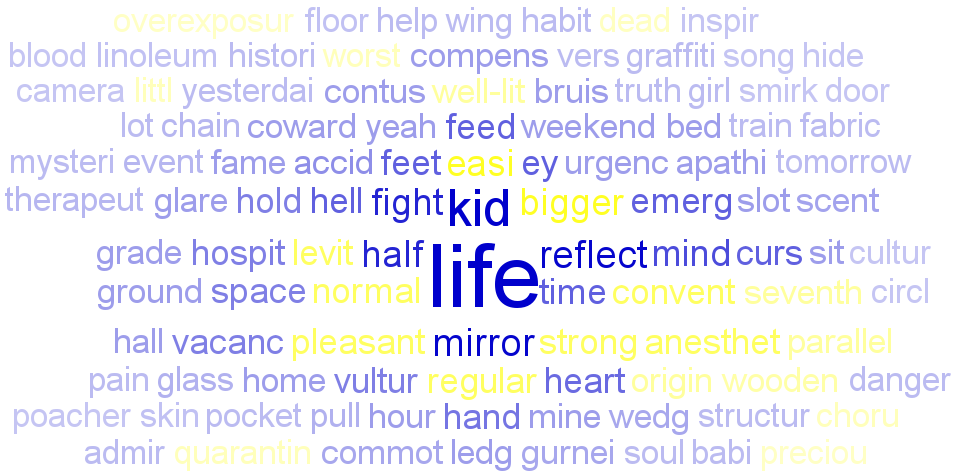 overexposur floor help wing habit dead inspir
blood linoleum histori worst compens vers graffiti song hide
camera littl yesterdai contus well-lit bruis truth girl smirk door
lot chain coward yeah feed weekend bed train fabric
mysteri event fame accid feet easi ey urgenc apathi tomorrow
therapeut glare hold hell fight kid bigger emerg slot scent
grade hospit levit half life reflect mind curs sit cultur
ground space normal time convent seventh circl
hall vacanc pleasant mirror strong anesthet parallel
pain glass home vultur regular heart origin wooden danger
poacher skin pocket pull hour hand mine wedg structur choru
admir quarantin commot ledg gurnei soul babi preciou